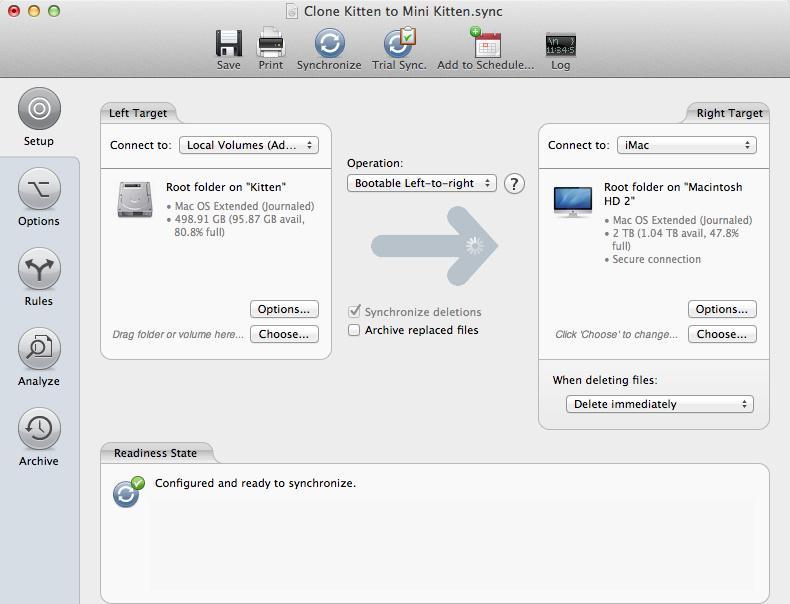 Clone Kitten to Mini Kitten.sync
Save Print Synchronize Trial Sync. Add to Schedule... Log
Setup
Options
Rules
Analyze
Archive
Left Target
Connect to: Local Volumes (Ad...
Root folder on "Kitten"
• Mac OS Extended (Journaled)
• 498.91 GB (95.87 GB avail,
80.8% full)
Options...
Drag folder or volume here... Choose...
Operation:
Bootable Left-to-right ?
Synchronize deletions
Archive replaced files
Right Target
Connect to: iMac
Root folder on "Macintosh
HD 2"
• Mac OS Extended (Journaled)
• 2 TB (1.04 TB avail, 47.8%
full)
• Secure connection
Options...
Click 'Choose' to change... Choose...
When deleting files:
Delete immediately
Readiness State
Configured and ready to synchronize.